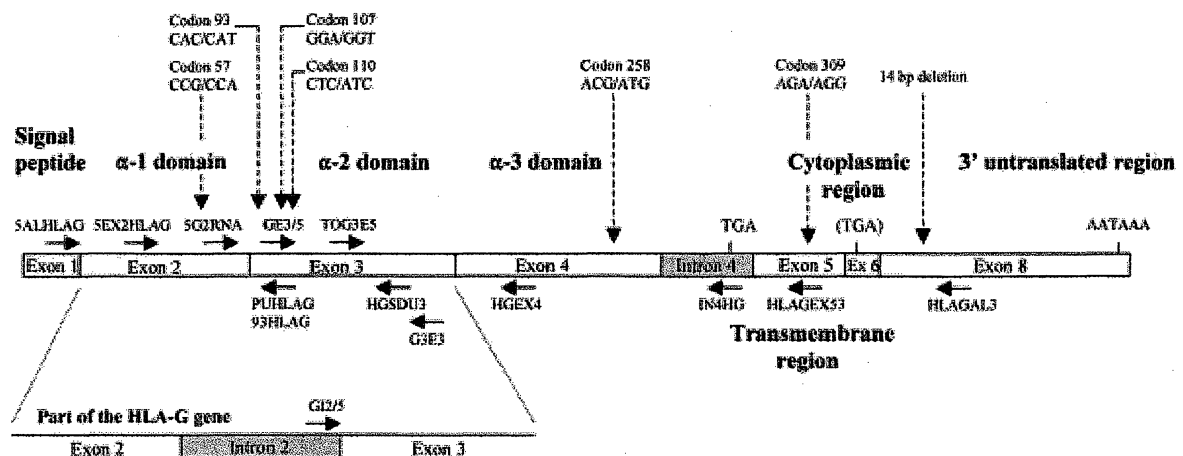 Codon 93
CAC/CAT
Codon 107
GGA/GGT
Codon 57
CCG/CCA
Codon 110
CTC/ATC
Codon 258
ACG/ATG
Codon 309
AGA/AGG
14 bp deletion
Signal
peptide
α-1 domain
α-2 domain
α-3 domain
Cytoplasmic
region
3' untranslated region
5ALHLAG
5EX2HLAG
5G2RNA
GE3/5
TOG3E5
TGA
(TGA)
AATAAA
Exon 1
Exon 2
Exon 3
Exon 4
Intron 4
Exon 5
Ex 6
Exon 8
PUHLAG
93HLAG
HGSDU3
G3E3
HGEX4
IN4HG
HLAGEX53
HLAGAL3
Transmembrane
region
Part of the HLA-G gene
GI2/5
Exon 2
Intron 2
Exon 3